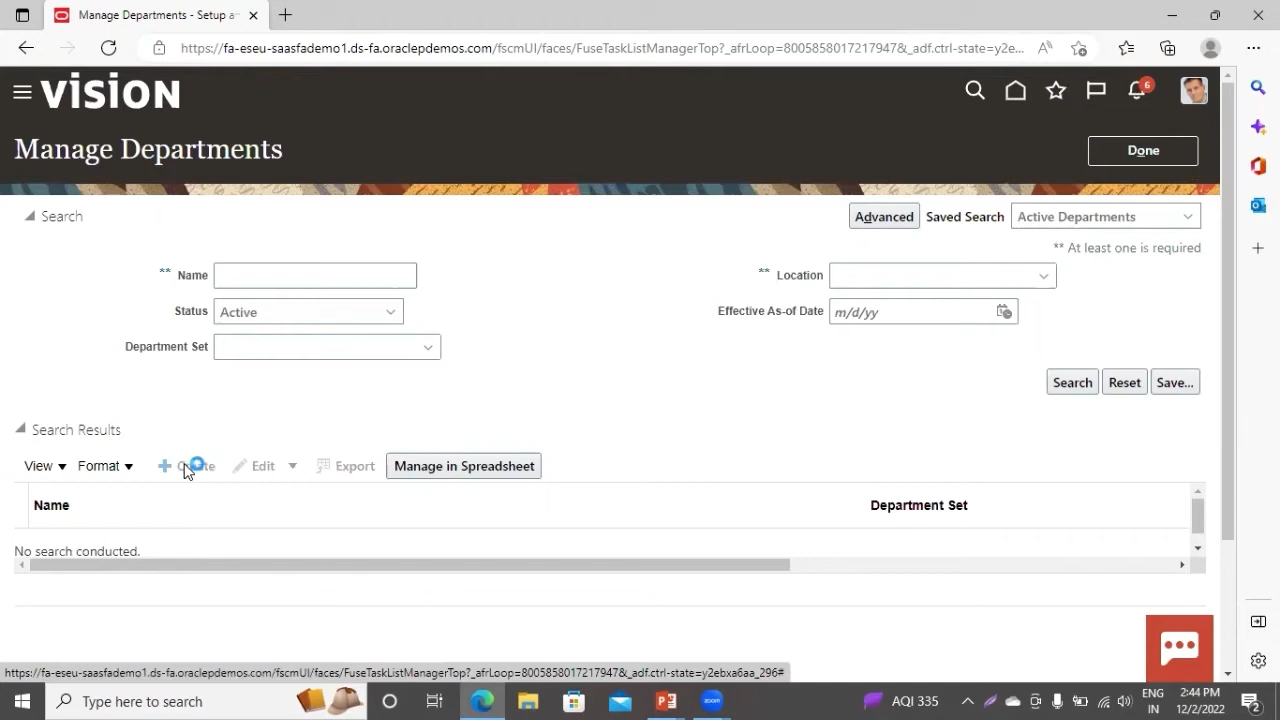 Manage Departments - Setup a
https://fa-eseu-saasfademo1.ds-fa.oraclepdemos.com/fscmUI/faces/FuseTaskListManagerTop?_afrLoop=80058580172179478&_adf.ctrl-state=y2e...
VISION
6
Manage Departments
Done
Search
Advanced
Saved Search
Active Departments
** At least one is required
** Name
** Location
Status
Active
Effective As-of Date
m/d/yy
Department Set
Search
Reset
Save...
Search Results
View
Format
Create
Edit
Export
Manage in Spreadsheet
Name
Department Set
No search conducted.
https://fa-eseu-saasfademo1.ds-fa.oraclepdemos.com/fscmUI/faces/FuseTaskListManagerTop?_afrLoop=80058580172179478&_adf.ctrl-state=y2ebxa6aa_296#
Type here to search
AQI 335
ENG
IN
2:44 PM
12/2/2022
2